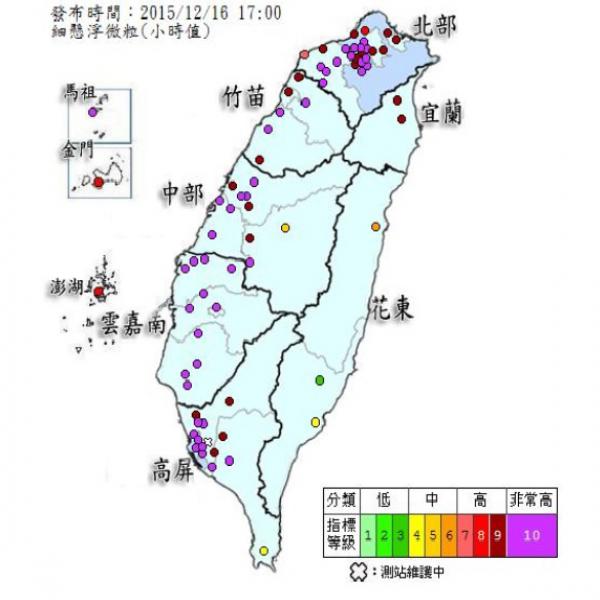 發布時間：2015/12/16 17:00
細懸浮微粒(小時值)
北部
馬祖
竹苗
宜蘭
金門
中部
澎湖
雲嘉南
花東
高屏
分類 低 中 高 非常高
指標等級 1 2 3 4 5 6 7 8 9 10
：測站維護中